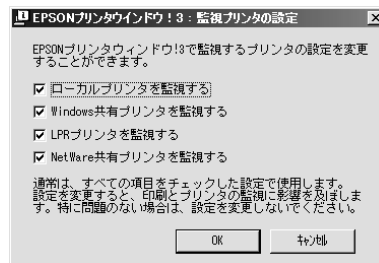 EPSONプリンタウインドウ!3 : 監視プリンタの設定
EPSONプリンタウィンドウ!3で監視するプリンタの設定を変更
することができます。
ローカルプリンタを監視する
Windows共有プリンタを監視する
LPRプリンタを監視する
NetWare共有プリンタを監視する
通常は、すべての項目をチェックした設定で使用します。
設定を変更すると、印刷とプリンタの監視に影響を及ぼしま
す。特に問題のない場合は、設定を変更しないでください。
OK
キャンセル